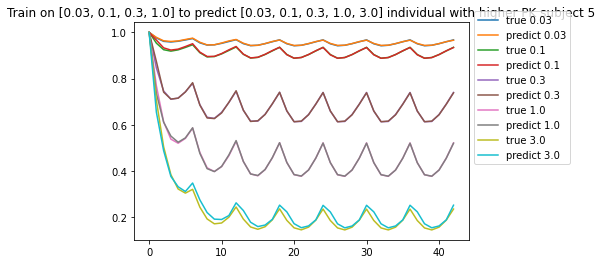 Train on [0.03, 0.1, 0.3, 1.0] to predict [0.03, 0.1, 0.3, 1.0, 3.0] individual with higher PK subject 5
true 0.03
predict 0.03
true 0.1
predict 0.1
true 0.3
predict 0.3
true 1.0
predict 1.0
true 3.0
predict 3.0
1.0
0.8
0.6
0.4
0.2
0 10 20 30 40